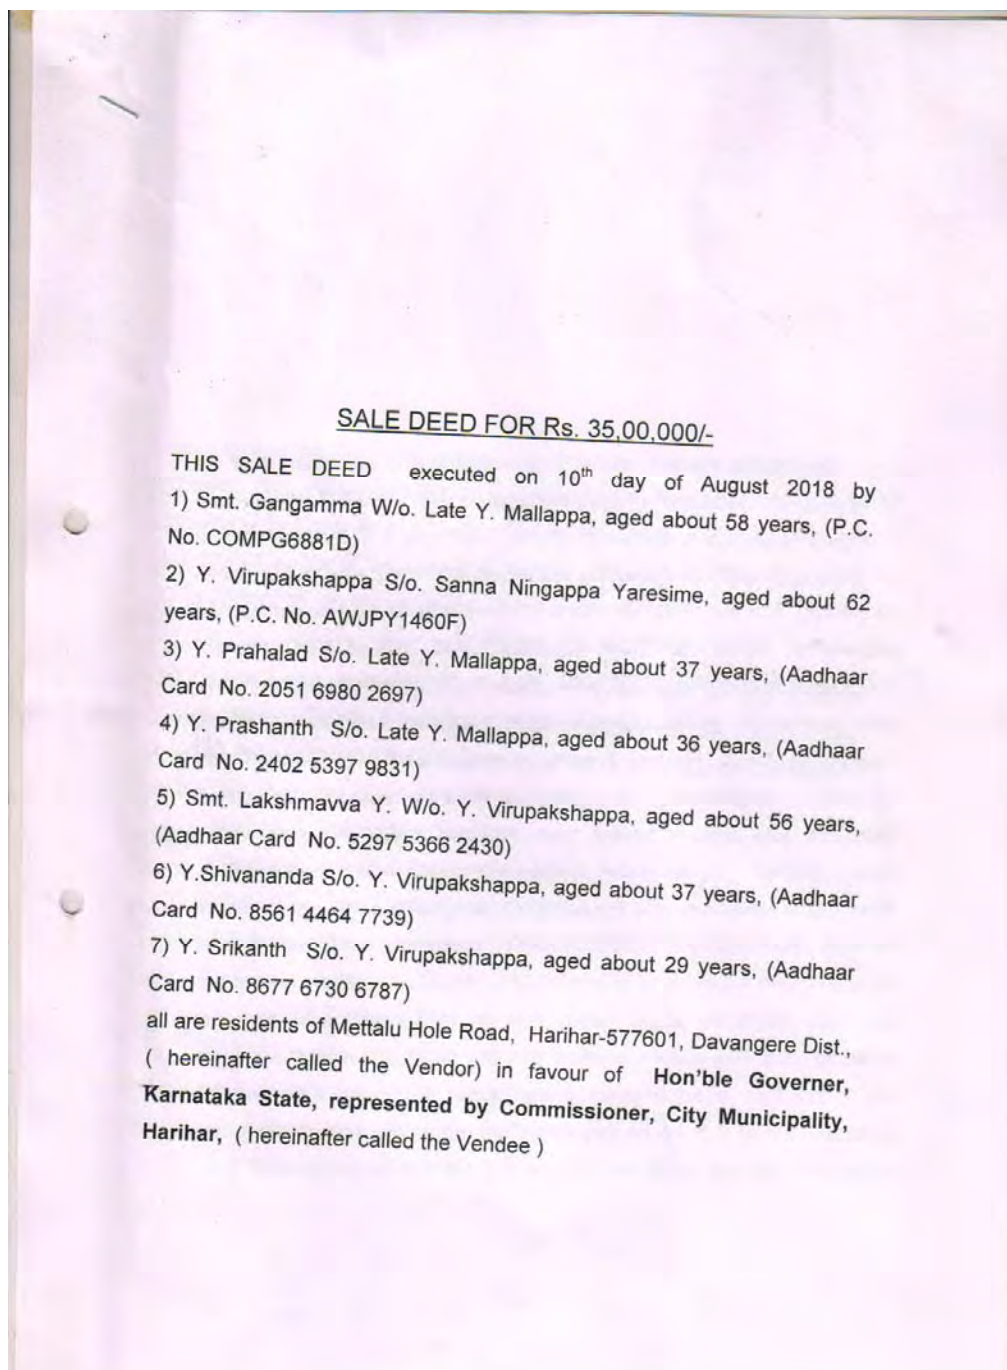 SALE DEED FOR Rs. 35,00,000/-
THIS SALE DEED executed on 10th day of August 2018 by
1) Smt. Gangamma W/o. Late Y. Mallappa, aged about 58 years, (P.C.
No. COMPG6881D)
2) Y. Virupakshappa S/o. Sanna Ningappa Yaresime, aged about 62
years, (P.C. No. AWJPY1460F)
3) Y. Prahalad S/o. Late Y. Mallappa, aged about 37 years, (Aadhaar
Card No. 2051 6980 2697)
4) Y. Prashanth S/o. Late Y. Mallappa, aged about 36 years, (Aadhaar
Card No. 2402 5397 9831)
5) Smt. Lakshmavva Y. W/o. Y. Virupakshappa, aged about 56 years,
(Aadhaar Card No. 5297 5366 2430)
6) Y.Shivananda S/o. Y. Virupakshappa, aged about 37 years, (Aadhaar
Card No. 8561 4464 7739)
7) Y. Srikanth S/o. Y. Virupakshappa, aged about 29 years, (Aadhaar
Card No. 8677 6730 6787)
all are residents of Mettalu Hole Road, Harihar-577601, Davangere Dist.,
( hereinafter called the Vendor) in favour of Hon'ble Governer,
Karnataka State, represented by Commissioner, City Municipality,
Harihar, ( hereinafter called the Vendee )